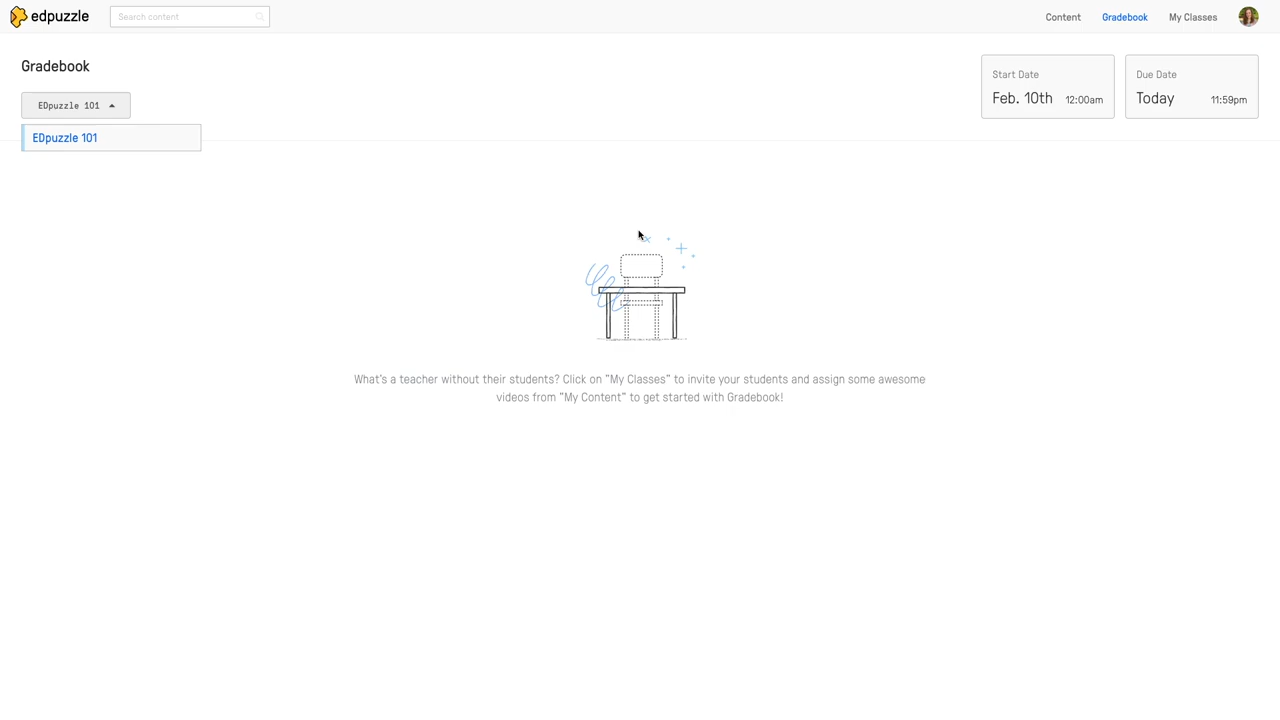 edpuzzle
Search content
Content
Gradebook
My Classes
Gradebook
EDpuzzle 101
EDpuzzle 101
Start Date
Feb. 10th 12:00am
Due Date
Today 11:59pm
What's a teacher without their students? Click on "My Classes" to invite your students and assign some awesome
videos from "My Content" to get started with Gradebook!